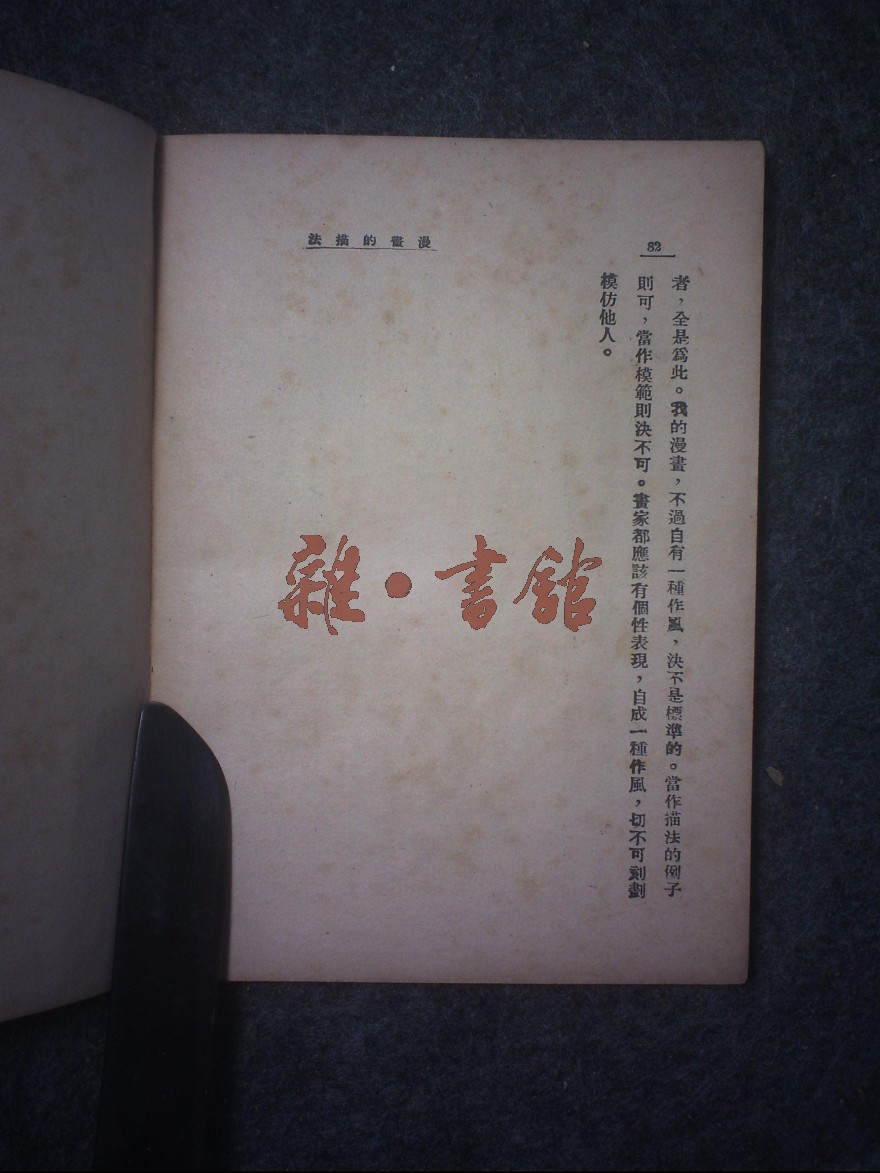 漫畫的描法
82
者，全是爲此。我的漫畫，不過自有一種作風，決不是標準的。當作描法的例子
則可，當作模範則決不可。畫家都應該有個性表現，自成一種作風，切不可刻劃
模仿他人。
雜·書館